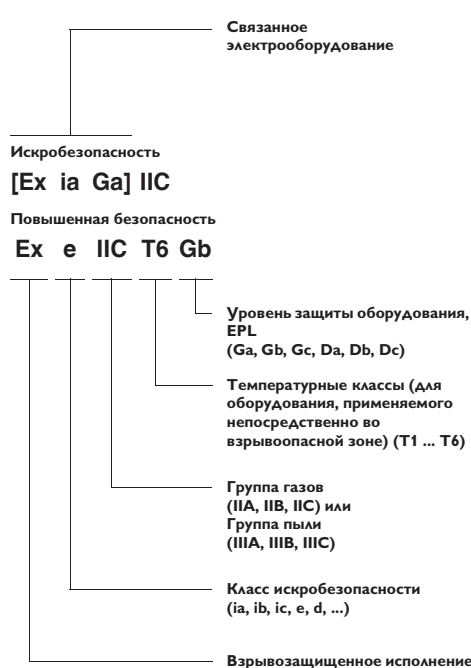 Связанное
электрооборудование
Искробезопасность
[Ex ia Ga] IIC
Повышенная безопасность
Ex e IIC T6 Gb
Уровень защиты оборудования,
EPL
(Ga, Gb, Gc, Da, Db, Dc)
Температурные классы (для
оборудования, применяемого
непосредственно во
взрывоопасной зоне) (T1 ... T6)
Группа газов
(IIA, IIB, IIC) или
Группа пыли
(IIIA, IIIB, IIIC)
Класс искробезопасности
(ia, ib, ic, e, d, ...)
Взрывозащищенное исполнение